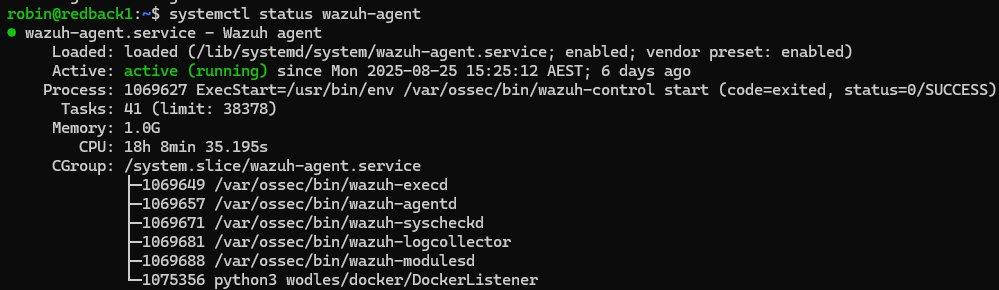 robin@redback1:~$ systemctl status wazuh-agent
● wazuh-agent.service - Wazuh agent
Loaded: loaded (/lib/systemd/system/wazuh-agent.service; enabled; vendor preset: enabled)
Active: active (running) since Mon 2025-08-25 15:25:12 AEST; 6 days ago
Process: 1069627 ExecStart=/usr/bin/env /var/ossec/bin/wazuh-control start (code=exited, status=0/SUCCESS)
Tasks: 41 (limit: 38378)
Memory: 1.0G
CPU: 18h 8min 35.195s
CGroup: /system.slice/wazuh-agent.service
├─1069649 /var/ossec/bin/wazuh-execd
├─1069657 /var/ossec/bin/wazuh-agentd
├─1069671 /var/ossec/bin/wazuh-syscheckd
├─1069681 /var/ossec/bin/wazuh-logcollector
├─1069688 /var/ossec/bin/wazuh-modulesd
└─1075356 python3 wodles/docker/DockerListener